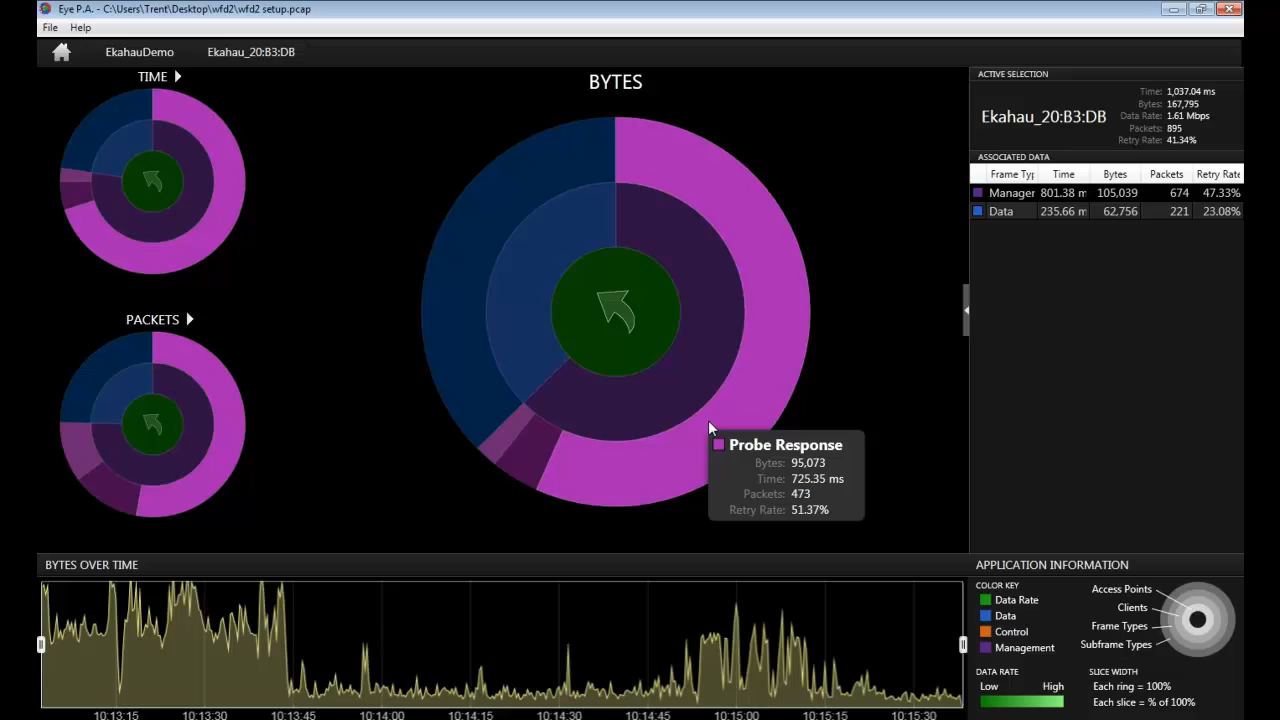 Eye P.A. - C:\Users\Trent\Desktop\wfd2\wfd2 setup.pcap
File Help
EkahauDemo Ekahau_20:B3:DB
TIME
PACKETS
BYTES
Probe Response
Bytes: 95,073
Time: 725.35 ms
Packets: 473
Retry Rate: 51.37%
ACTIVE SELECTION
Ekahau_20:B3:DB
Time: 1,037.04 ms
Bytes: 167,795
Data Rate: 1.61 Mbps
Packets: 895
Retry Rate: 41.34%
ASSOCIATED DATA
Frame Typ Time Bytes Packets Retry Rate
Manager 801.38 m 105,039 674 47.33%
Data 235.66 m 62,756 221 23.08%
BYTES OVER TIME
10:13:15 10:13:30 10:13:45 10:14:00 10:14:15 10:14:30 10:14:45 10:15:00 10:15:15 10:15:30
APPLICATION INFORMATION
COLOR KEY
Data Rate
Data
Control
Management
Access Points
Clients
Frame Types
Subframe Types
DATA RATE
Low High
SLICE WIDTH
Each ring = 100%
Each slice = % of 100%